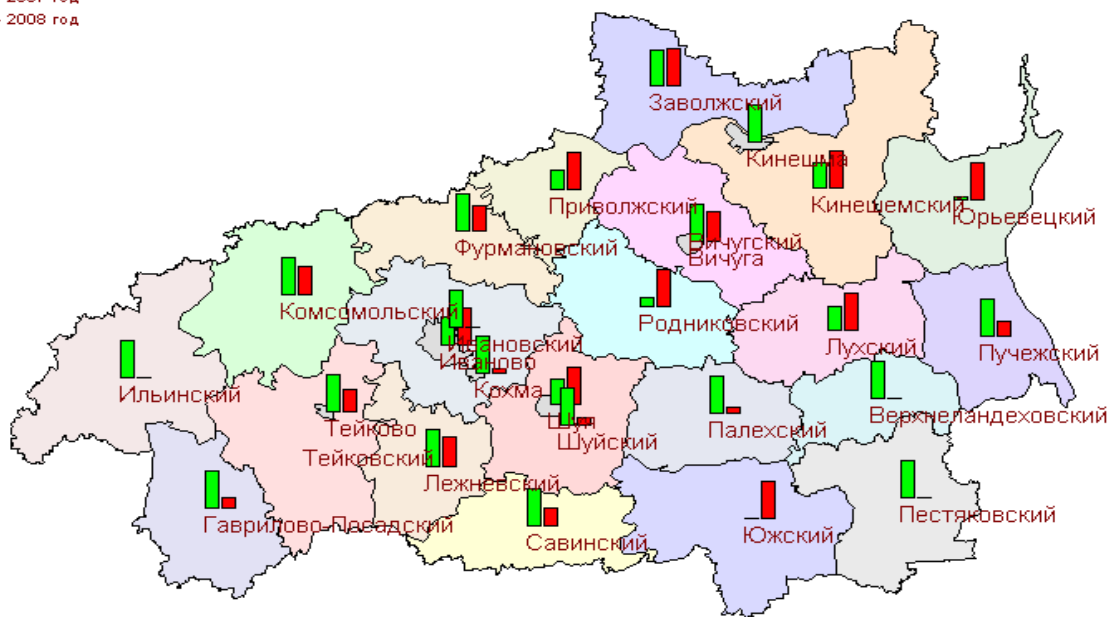 2008 год
Заволжский
Кинешма
Приволжский
Кинешемский
Юрьевецкий
Фурмановский
Вичугский
Вичуга
Комсомольский
Родниковский
Ивановский
Иваново
Лухский
Пучежский
Ильинский
Кохма
Верхнеландеховский
Тейково
Шуя
Палехский
Шуйский
Тейковский
Лежневский
Пестяковский
Гаврилово-Посадский
Савинский
Южский